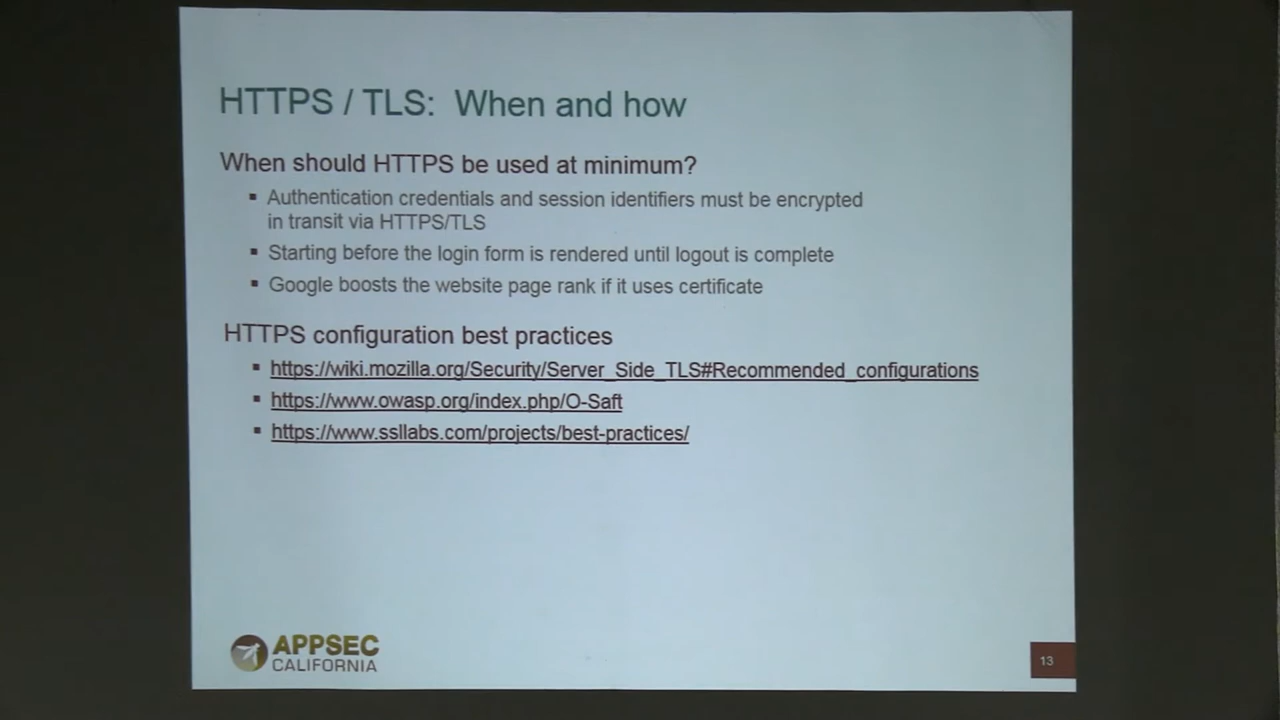 HTTPS / TLS: When and how
When should HTTPS be used at minimum?
▪ Authentication credentials and session identifiers must be encrypted
in transit via HTTPS/TLS
▪ Starting before the login form is rendered until logout is complete
▪ Google boosts the website page rank if it uses certificate
HTTPS configuration best practices
▪ https://wiki.mozilla.org/Security/Server_Side_TLS#Recommended_configurations
▪ https://www.owasp.org/index.php/O-Saft
▪ https://www.ssllabs.com/projects/best-practices/
APPSEC
CALIFORNIA
13